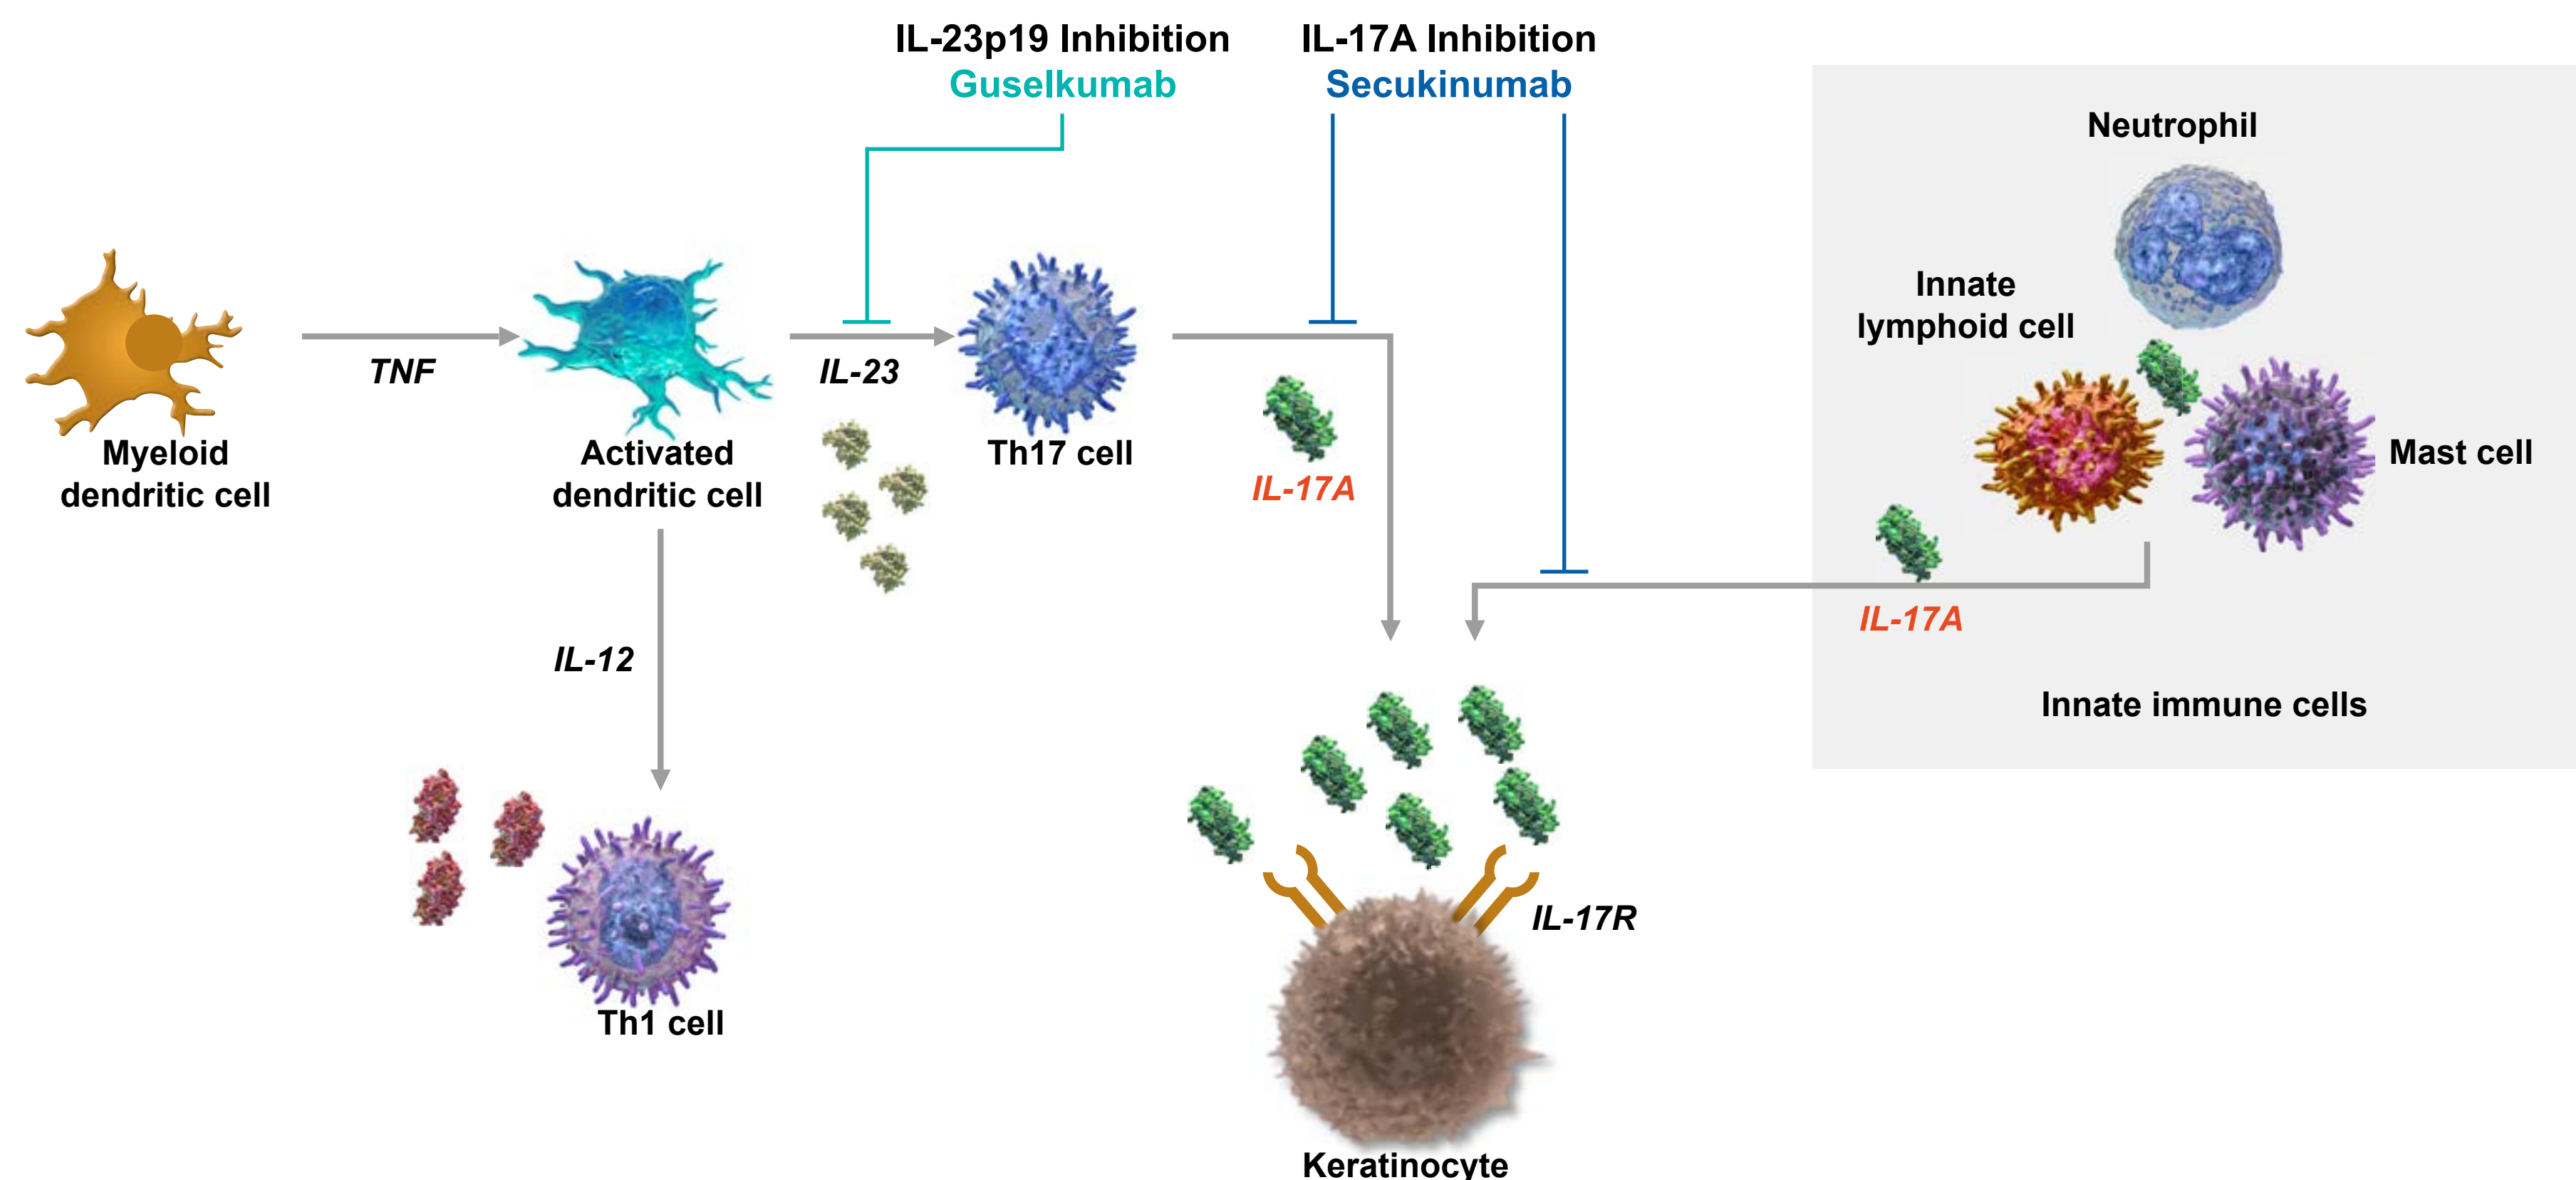 IL-23p19 Inhibition
Guselkumab
IL-17A Inhibition
Secukinumab
Neutrophil
Innate
lymphoid cell
Mast cell
TNF
IL-23
Myeloid
dendritic cell
Activated
dendritic cell
Th17 cell
IL-17A
IL-17A
IL-12
Innate immune cells
IL-17R
Th1 cell
Keratinocyte